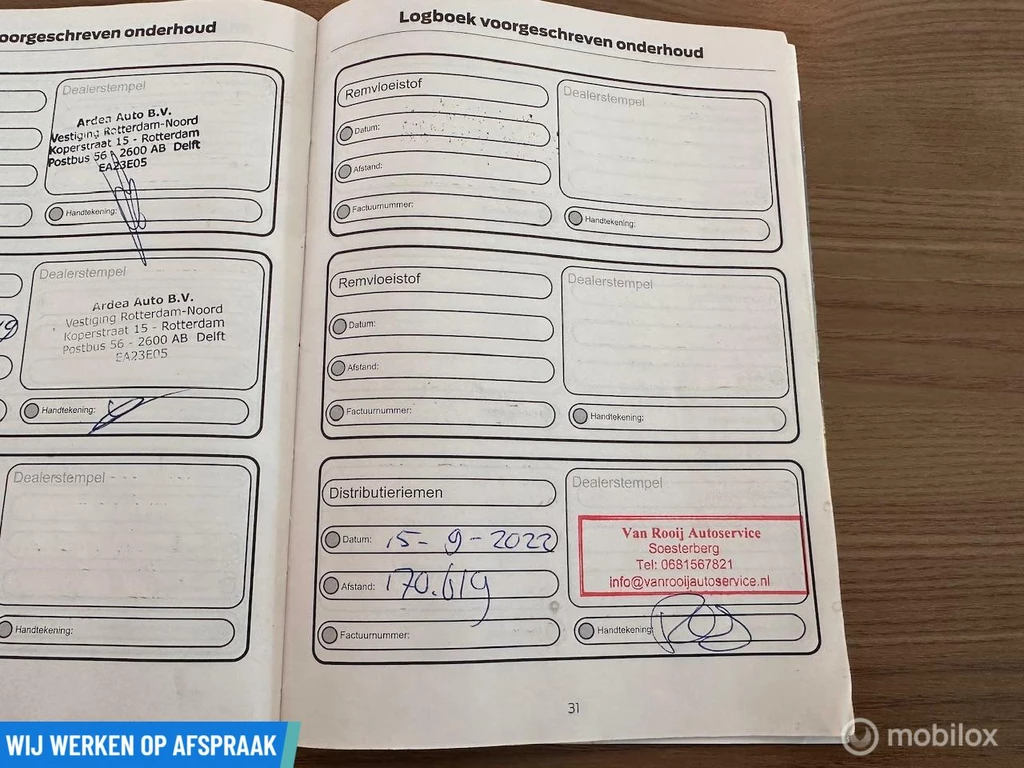 oorgeschreven onderhoud
Dealerstempel
Ardea Auto B.V.
Vestiging Rotterdam-Noord
Koperstraat 15 - Rotterdam
Postbus 56 - 2600 AB Delft
EA23E05
Handtekening:
Dealerstempel
Ardea Auto B.V.
Vestiging Rotterdam-Noord
Koperstraat 15 - Rotterdam
Postbus 56 - 2600 AB Delft
EA23E05
Handtekening:
Dealerstempel
Handtekening:
Logboek voorgeschreven onderhoud
Remvloeistof
Datum:
Afstand:
Factuurnummer:
Dealerstempel
Handtekening:
Remvloeistof
Datum:
Afstand:
Factuurnummer:
Dealerstempel
Handtekening:
Distributieriemen
Datum: 15-9-2022
Afstand: 170.619
Factuurnummer:
Dealerstempel
Van Rooij Autoservice
Soesterberg
Tel: 0681567821
info@vanrooijautoservice.nl
Handtekening:
31
WIJ WERKEN OP AFSPRAAK
mobilox